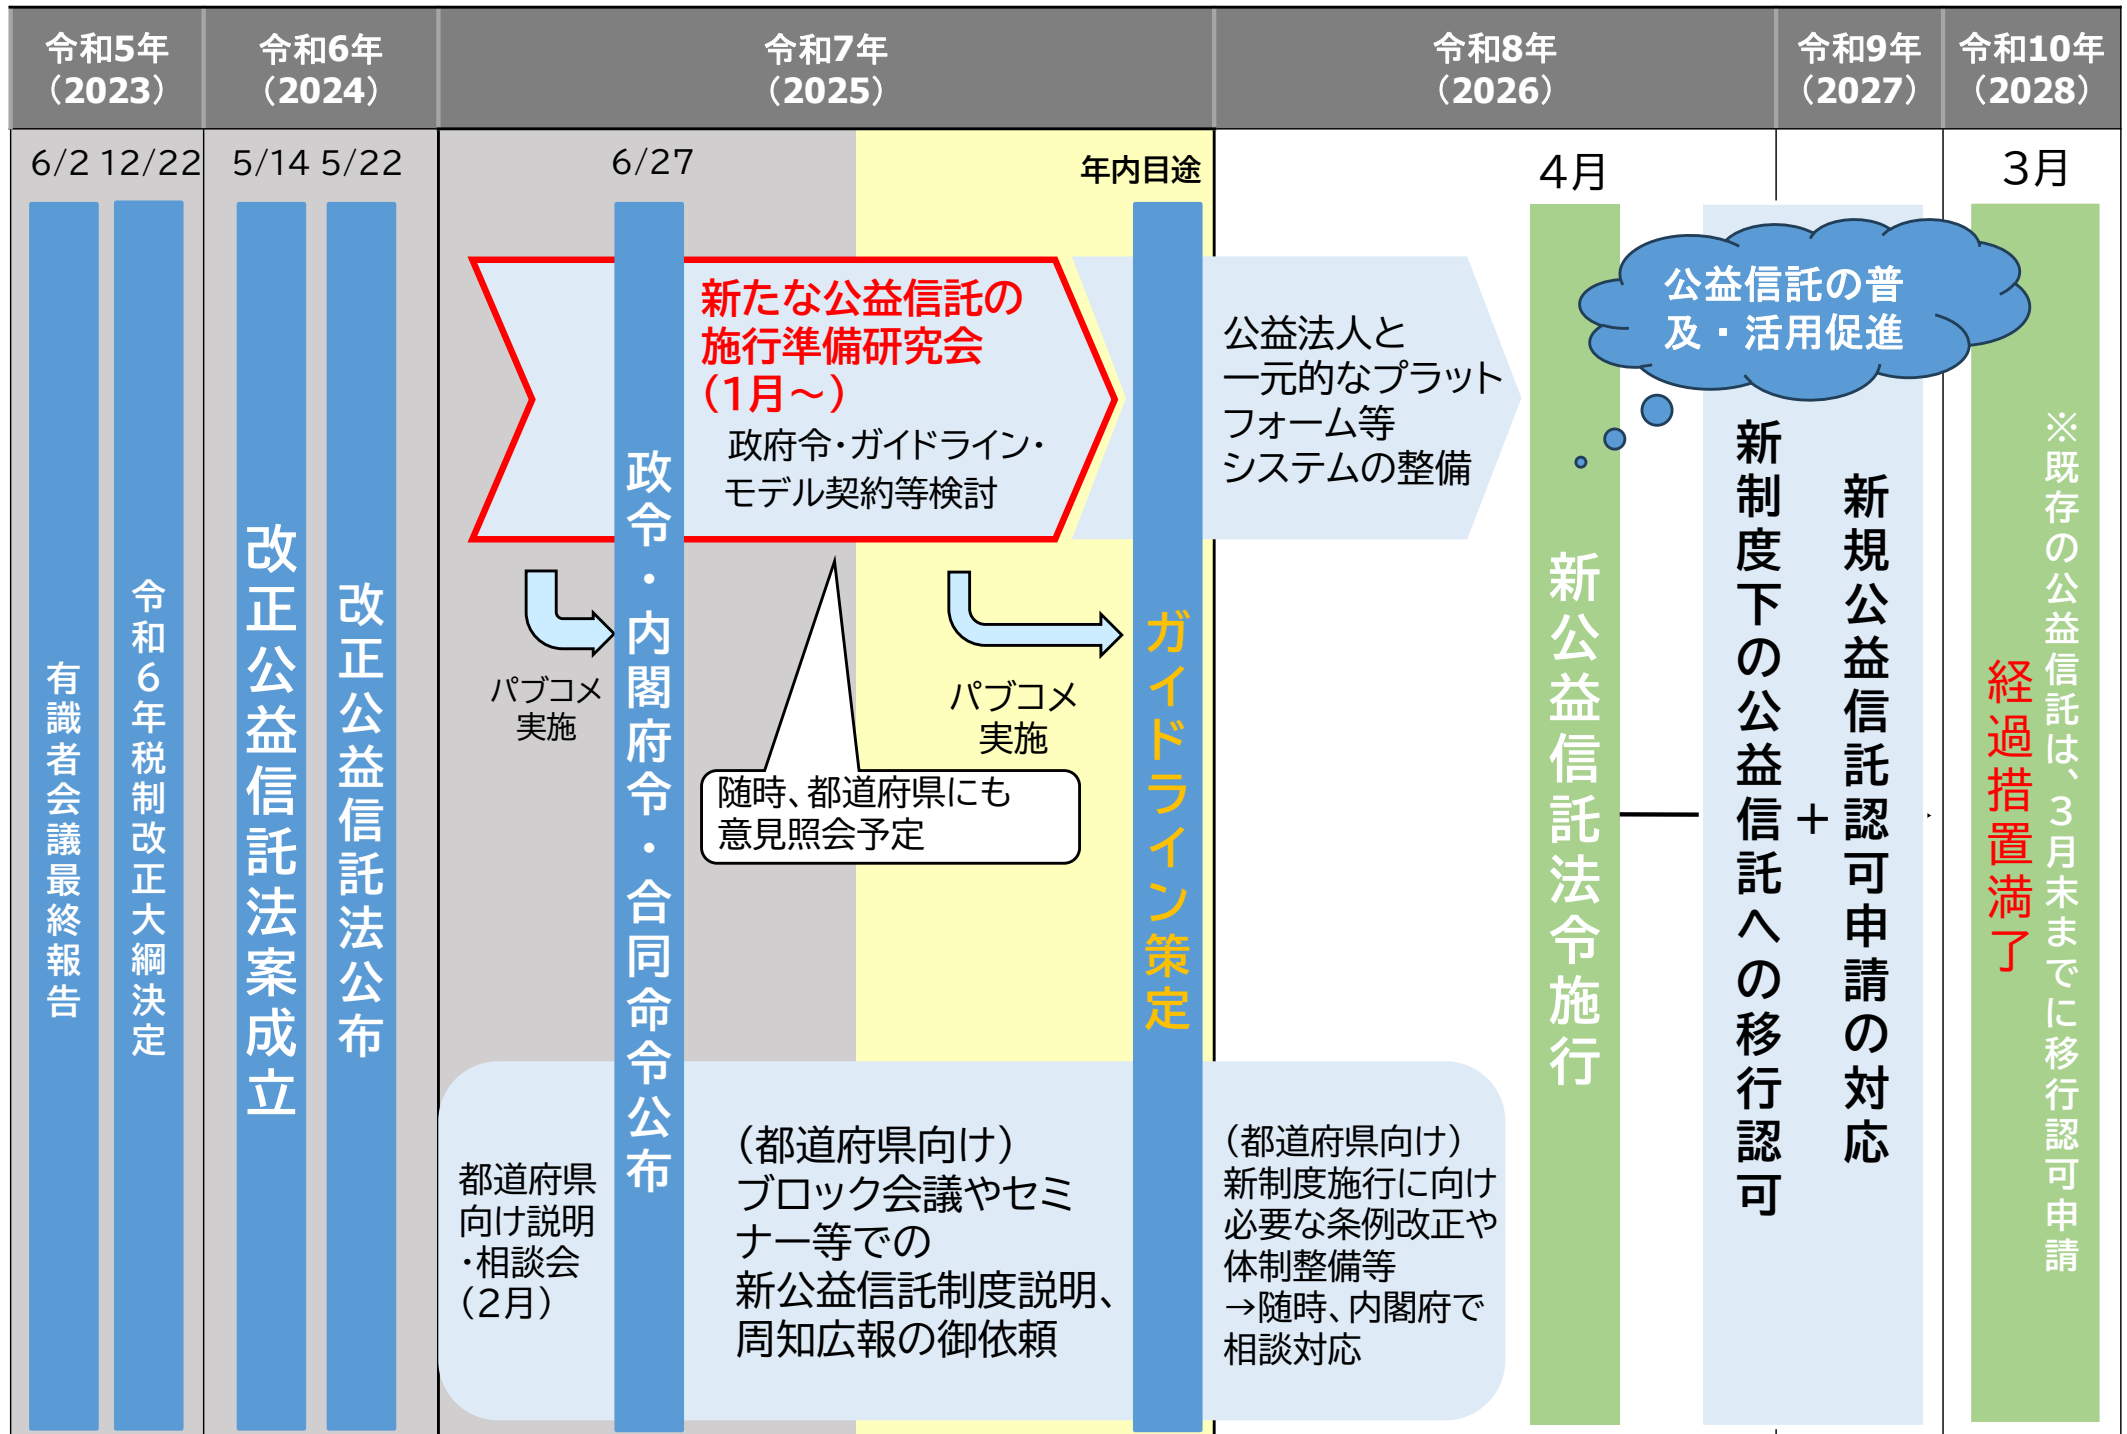 令和5年
（2023）
令和6年
（2024）
令和7年
（2025）
令和8年
（2026）
令和9年
（2027）
令和10年
（2028）
6/2
12/22
5/14
5/22
6/27
年内目途
4月
3月
有識者会議最終報告
令和6年税制改正大綱決定
改正公益信託法案成立
改正公益信託法公布
新たな公益信託の
施行準備研究会
（1月～）
政府令・ガイドライン・
モデル契約等検討
政令・内閣府令・合同命令公布
パブコメ
実施
パブコメ
実施
随時、都道府県にも
意見照会予定
ガイドライン策定
公益法人と
一元的なプラット
フォーム等
システムの整備
都道府県
向け説明
・相談会
（2月）
（都道府県向け）
ブロック会議やセミ
ナー等での
新公益信託制度説明、
周知広報の御依頼
（都道府県向け）
新制度施行に向け
必要な条例改正や
体制整備等
→随時、内閣府で
相談対応
新公益信託法令施行
公益信託の普
及・活用促進
新制度下の公益信託への移行認可
＋
新規公益信託認可申請の対応
※既存の公益信託は、3月末までに移行認可申請
経過措置満了